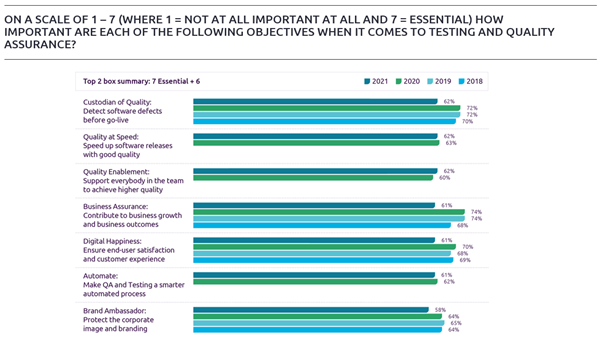 ON A SCALE OF 1 – 7 (WHERE 1 = NOT AT ALL IMPORTANT AT ALL AND 7 = ESSENTIAL) HOW
IMPORTANT ARE EACH OF THE FOLLOWING OBJECTIVES WHEN IT COMES TO TESTING AND QUALITY
ASSURANCE?
Top 2 box summary: 7 Essential + 6
2021 2020 2019 2018
Custodian of Quality:
Detect software defects
before go-live
62%
72%
72%
70%
Quality at Speed:
Speed up software releases
with good quality
62%
63%
Quality Enablement:
Support everybody in the team
to achieve higher quality
62%
60%
Business Assurance:
Contribute to business growth
and business outcomes
61%
74%
74%
68%
Digital Happiness:
Ensure end-user satisfaction
and customer experience
61%
70%
68%
69%
Automate:
Make QA and Testing a smarter
automated process
61%
62%
Brand Ambassador:
Protect the corporate
image and branding
58%
64%
65%
64%